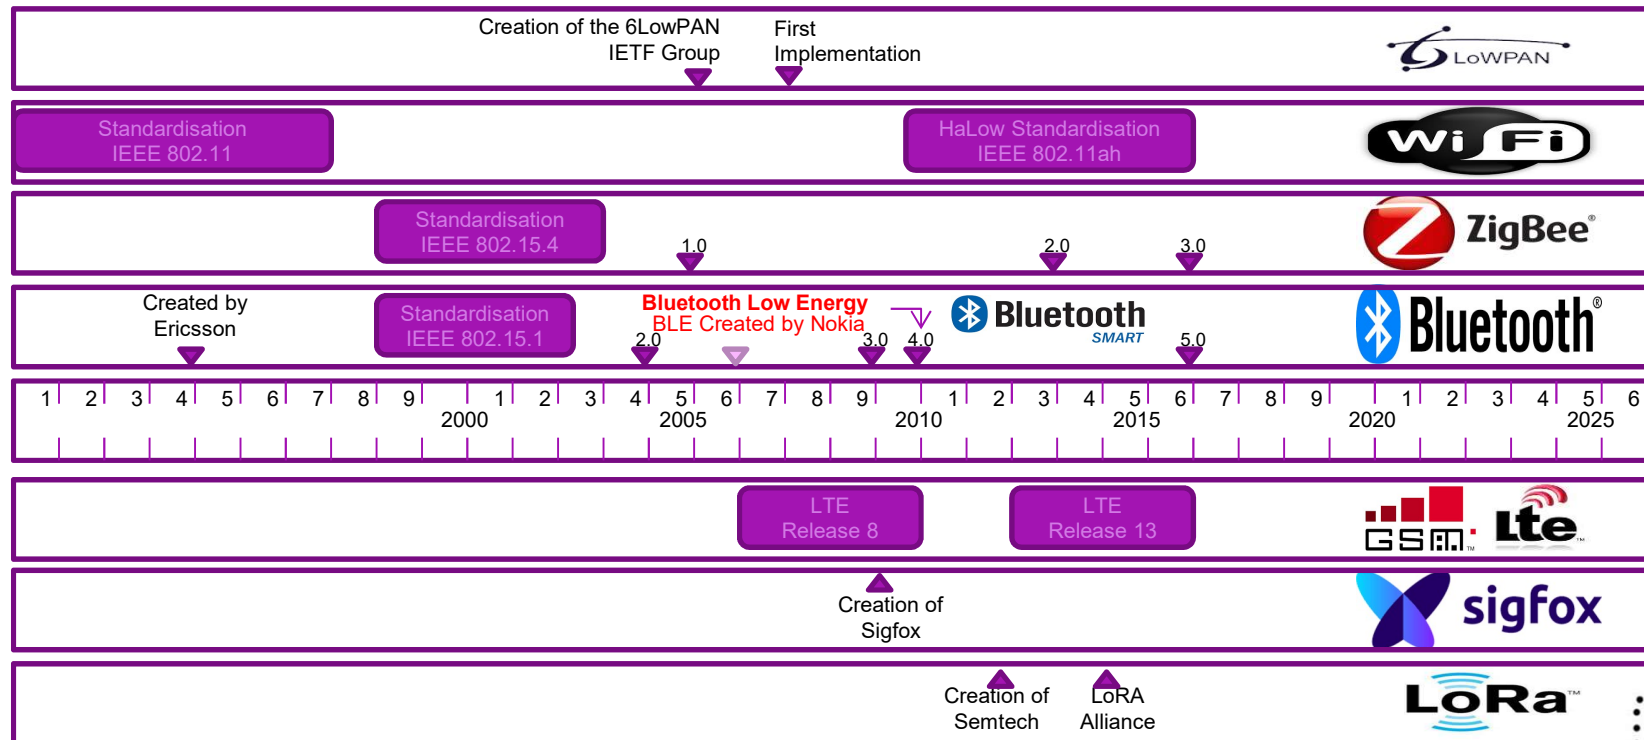 Creation of the 6LowPAN
IETF Group
First
Implementation
6 LoWPAN
Standardisation
IEEE 802.11
HaLow Standardisation
IEEE 802.11ah
Wi Fi
Standardisation
IEEE 802.15.4
1.0
2.0
3.0
ZigBee®
Created by
Ericsson
Standardisation
IEEE 802.15.1
Bluetooth Low Energy
BLE Created by Nokia
2.0
3.0
4.0
Bluetooth
SMART
5.0
Bluetooth®
1 2 3 4 5 6 7 8 9 1 2 3 4 5 6 7 8 9 1 2 3 4 5 6 7 8 9 1 2 3 4 5 6
2000 2005 2010 2015 2020 2025
LTE
Release 8
LTE
Release 13
GSM™
Lte™
Creation of
Sigfox
sigfox
Creation of
Semtech
LoRA
Alliance
LoRa™